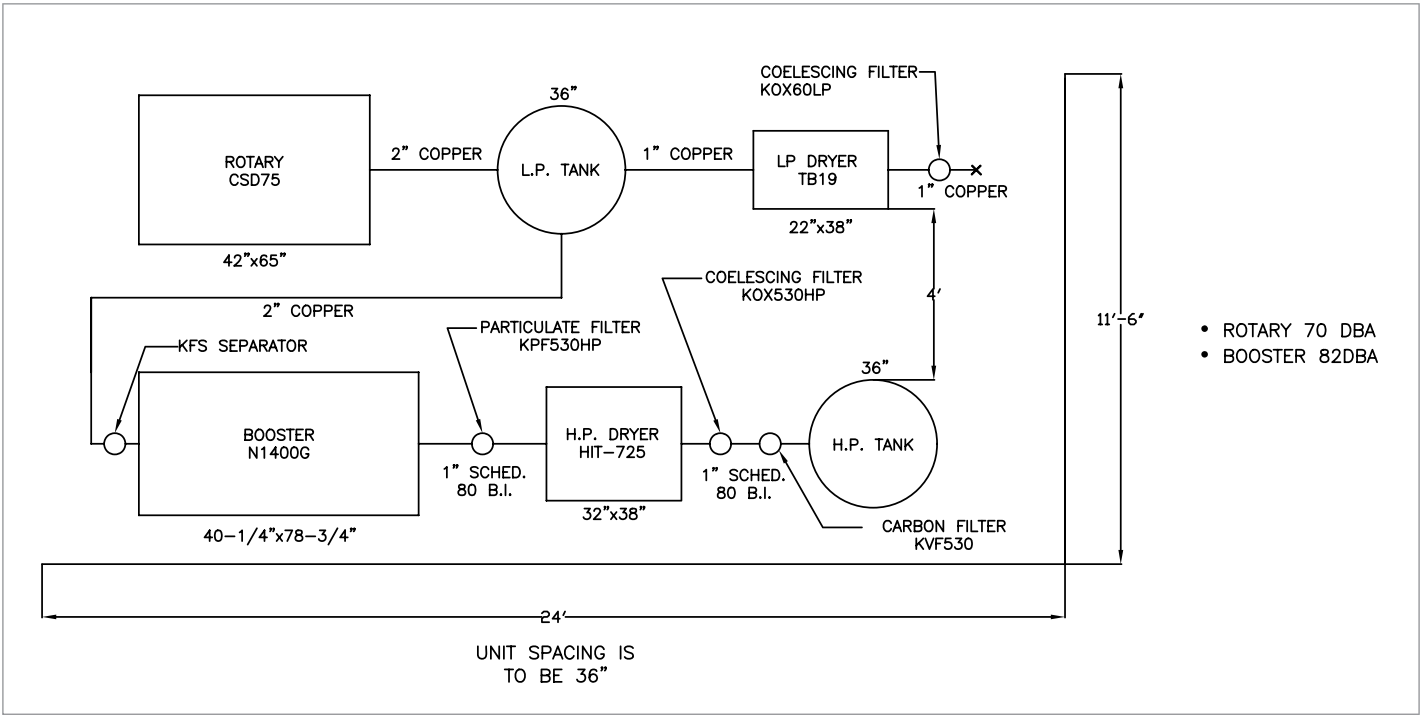 COELESCING FILTER
KOX60LP
36”
ROTARY
CSD75
2” COPPER
L.P. TANK
1” COPPER
LP DRYER
TB19
1” COPPER
22”x38”
42”x65”
COELESCING FILTER
KOX530HP
4’
2” COPPER
11’-6”
PARTICULATE FILTER
KPF530HP
KFS SEPARATOR
• ROTARY 70 DBA
• BOOSTER 82DBA
36”
BOOSTER
N1400G
H.P. DRYER
HIT-725
H.P. TANK
1” SCHED.
80 B.I.
1” SCHED.
80 B.I.
32”x38”
40-1/4”x78-3/4”
CARBON FILTER
KVF530
24’
UNIT SPACING IS
TO BE 36”